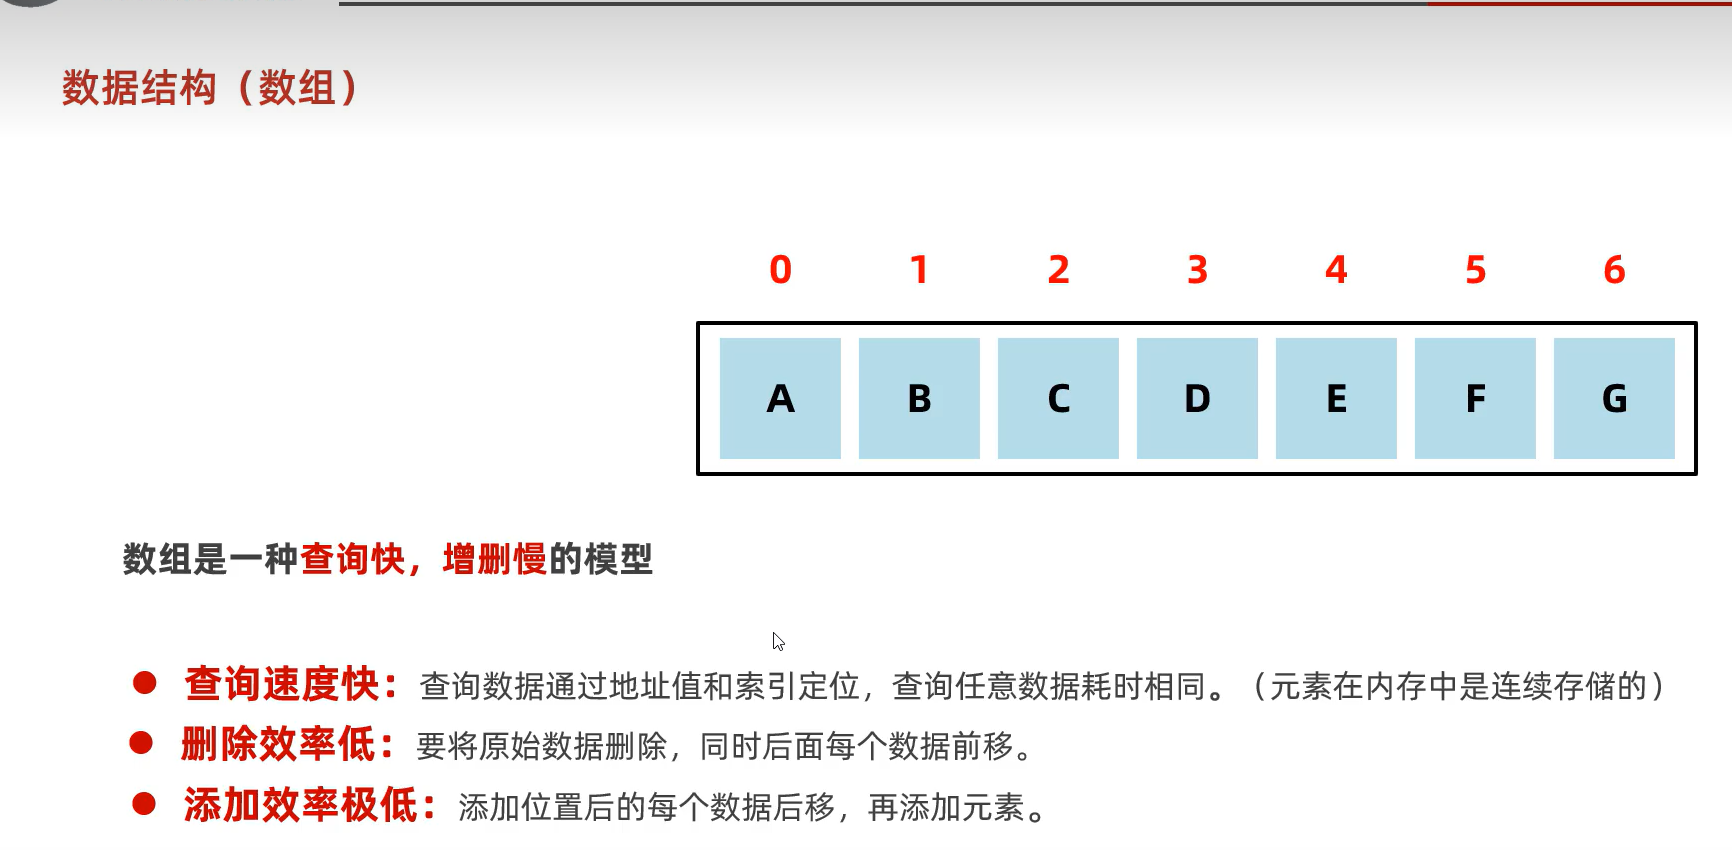 数据结构（数组）
0 1 2 3 4 5 6
A B C D E F G
数组是一种查询快，增删慢的模型
● 查询速度快：查询数据通过地址值和索引定位，查询任意数据耗时相同。（元素在内存中是连续存储的）
● 删除效率低：要将原始数据删除，同时后面每个数据前移。
● 添加效率极低：添加位置后的每个数据后移，再添加元素。